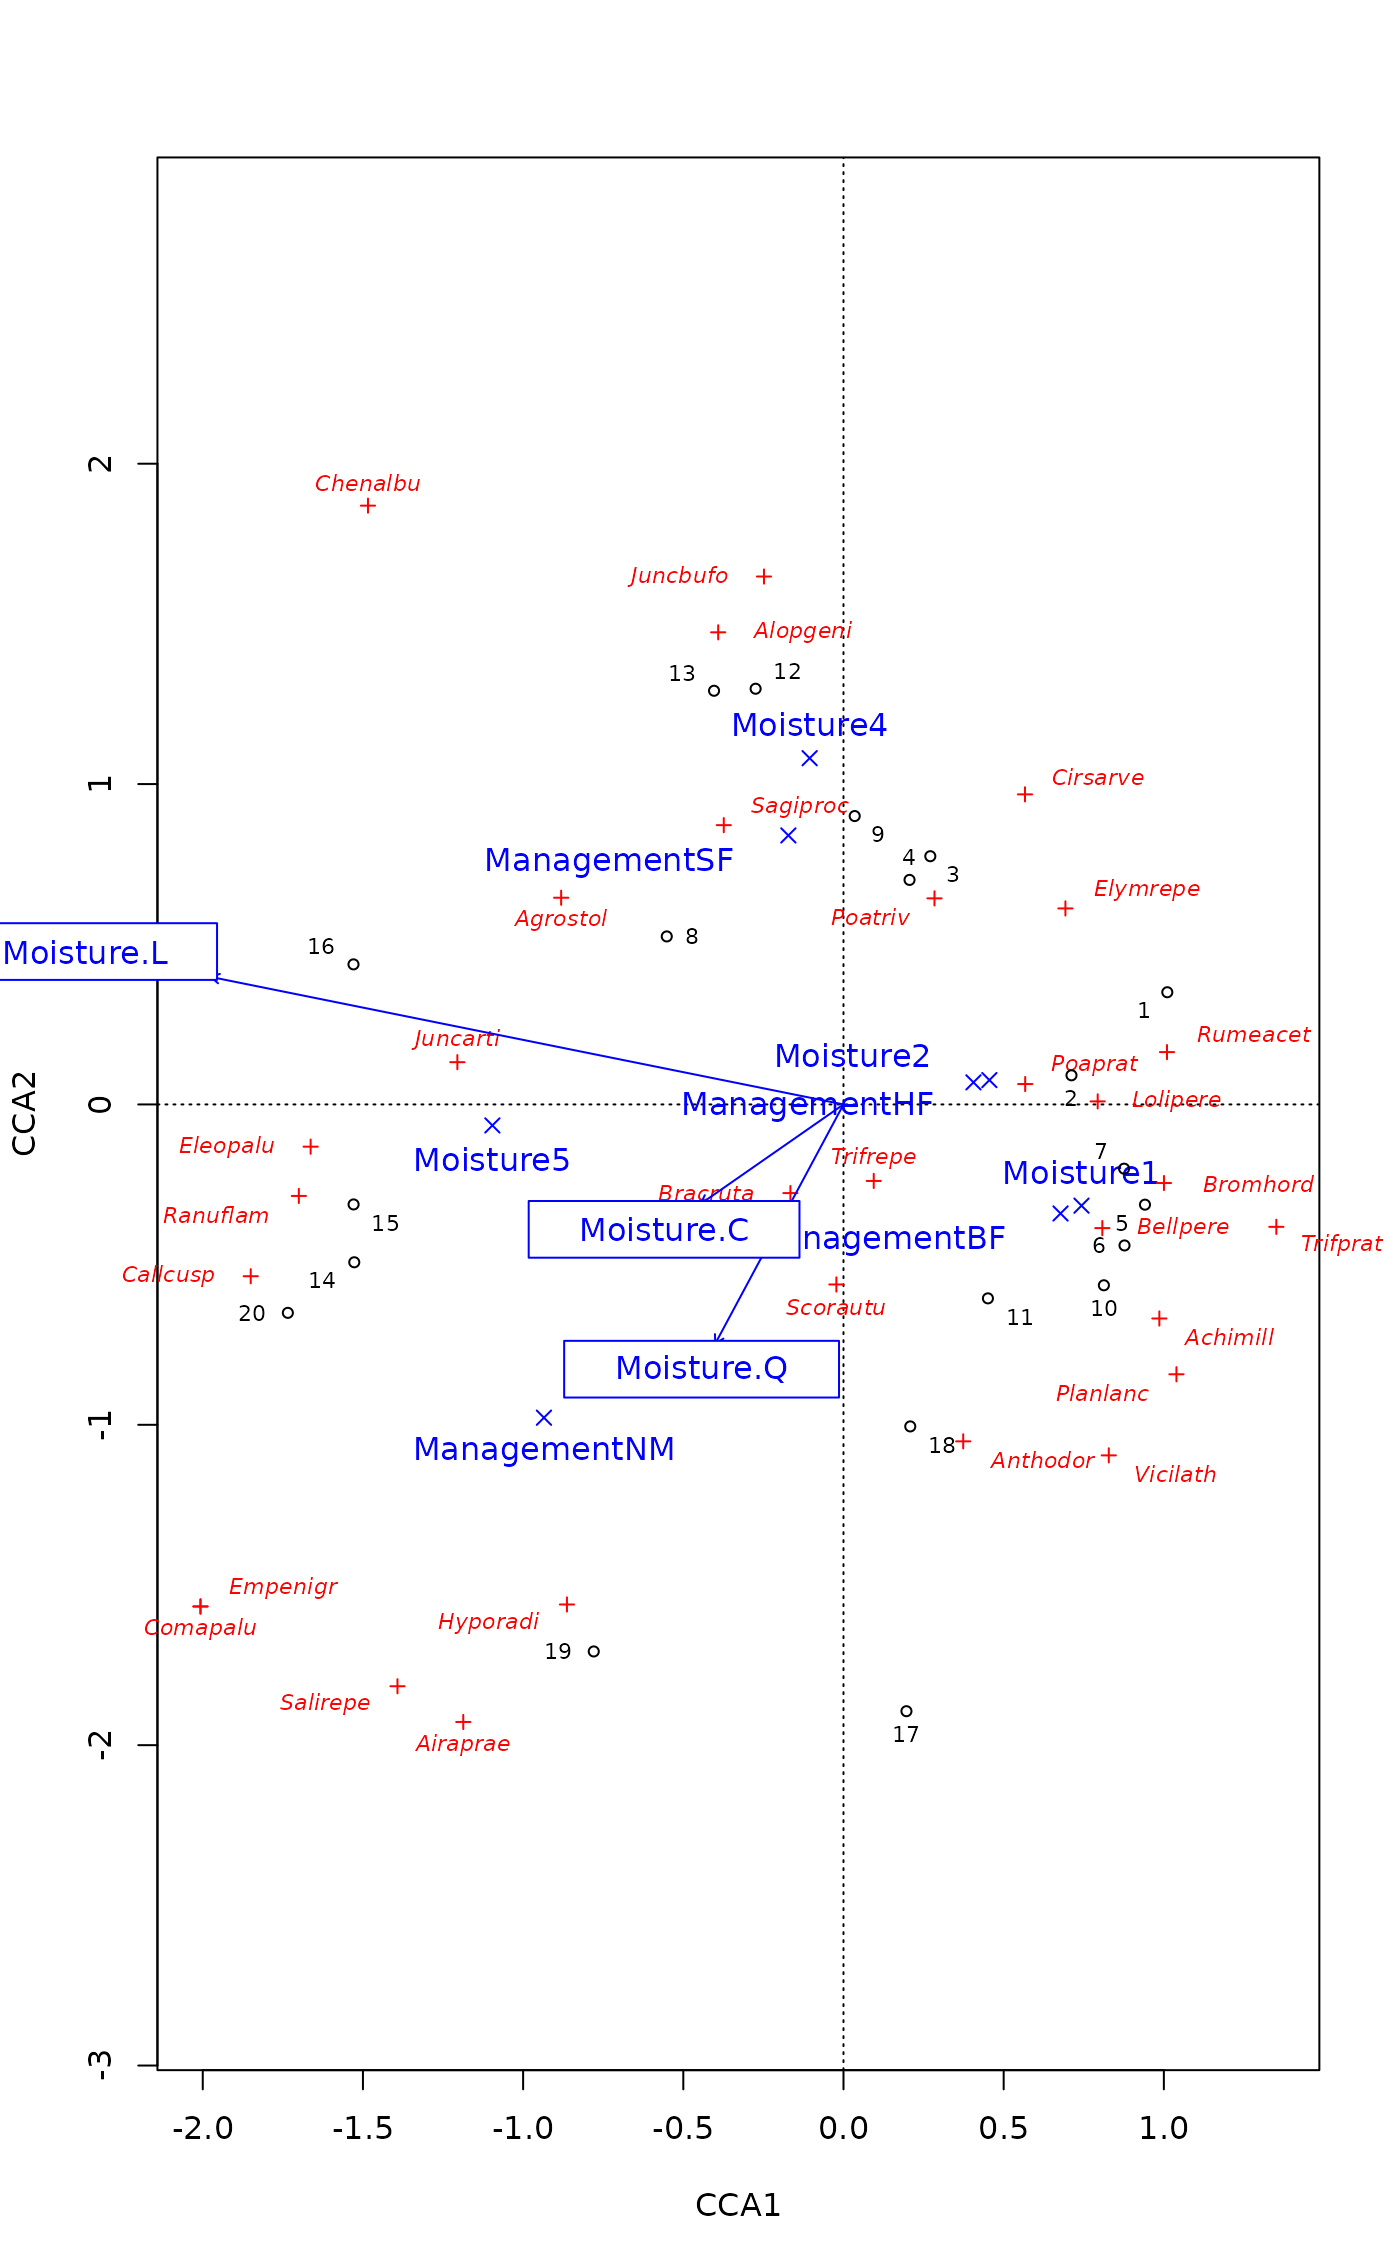 Chenalbu
Juncbufo
Alopgeni
13
12
Moisture4
Cirsarve
Sagiproc
9
ManagementSF
4
3
Elymrepe
Agrostol
Poatriv
8
16
Moisture.L
1
Rumeacet
Juncarti
Moisture2
Poaprat
2
Lolipere
ManagementHF
Eleopalu
Moisture5
Trifrepe
7
Moisture1
Bromhord
Bracruta
Ranuflam
15
5
Bellpere
Moisture.C
nagementBF
6
Trifprat
Callcusp
14
20
Scorautu
11
10
Achimill
Moisture.Q
Planlanc
ManagementNM
18
Anthodor
Vicilath
Empenigr
Comapalu
Hyporadi
19
Salirepe
Airaprae
17
2
1
0
-1
-2
-3
CCA2
-2.0 -1.5 -1.0 -0.5 0.0 0.5 1.0
CCA1